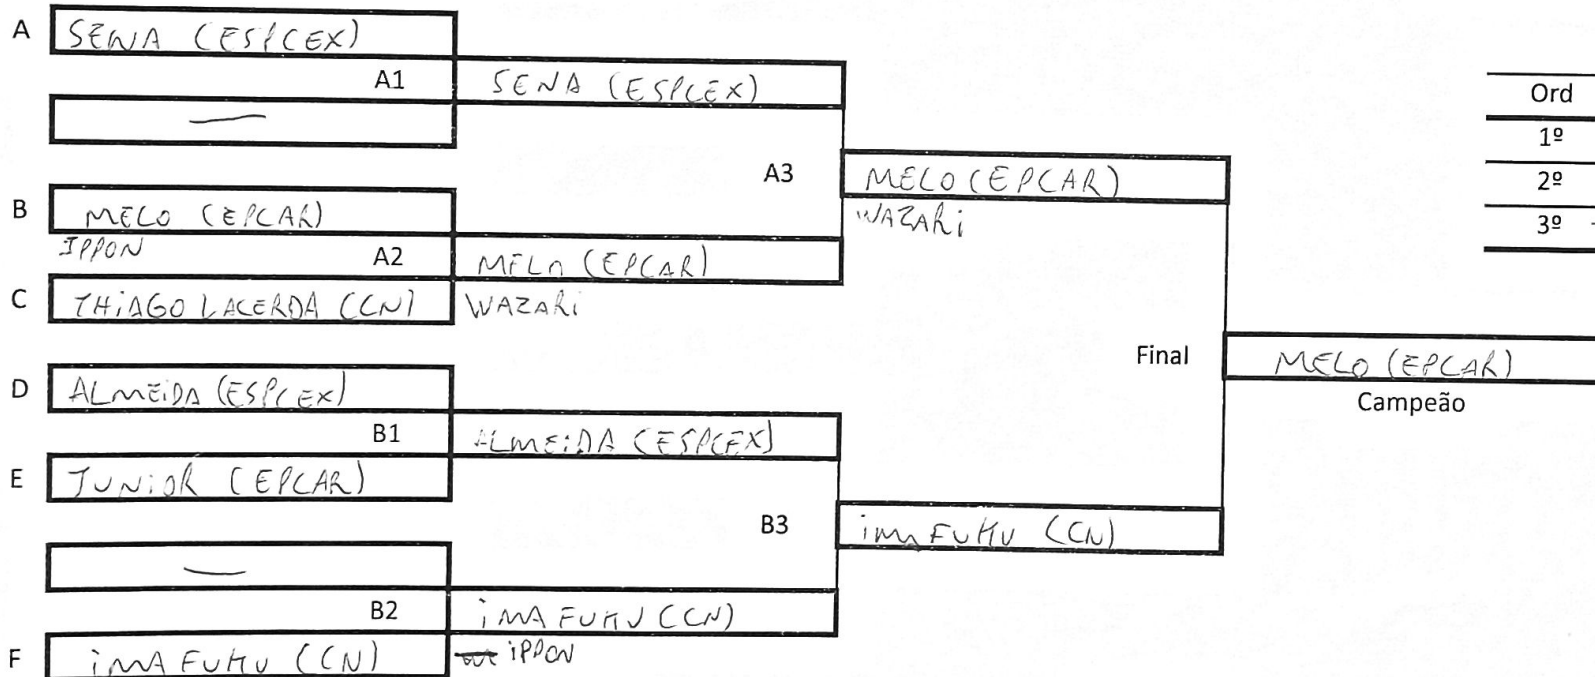 A SENA (ESPCEX)
A1 SENA (ESPCEX)
—
Ord
1º
A3 MELO (EPCAR)
2º
B MELO (EPCAR)
WAZARI
3º
IPPON
A2 MELO (EPCAR)
C THIAGO LACERDA (CN) WAZARI
Final MELO (EPCAR)
D ALMEIDA (ESPCEX)
Campeão
B1 ALMEIDA (ESPCEX)
E JUNIOR (EPCAR)
B3 IMAFUKU (CN)
—
B2 IMAFUKU (CN)
F IMAFUKU (CN) IPPON